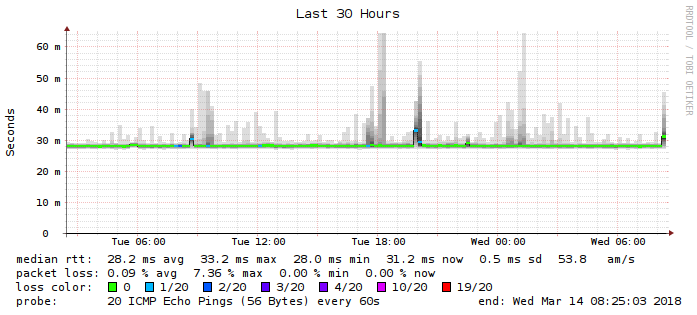 Last 30 Hours
RRDTOOL / TOBI OETIKER
Seconds
60 m
50 m
40 m
30 m
20 m
10 m
0
Tue 06:00 Tue 12:00 Tue 18:00 Wed 00:00 Wed 06:00
median rtt: 28.2 ms avg 33.2 ms max 28.0 ms min 31.2 ms now 0.5 ms sd 53.8 am/s
packet loss: 0.09 % avg 7.36 % max 0.00 % min 0.00 % now
loss color: 0 1/20 2/20 3/20 4/20 10/20 19/20
probe: 20 ICMP Echo Pings (56 Bytes) every 60s end: Wed Mar 14 08:25:03 2018